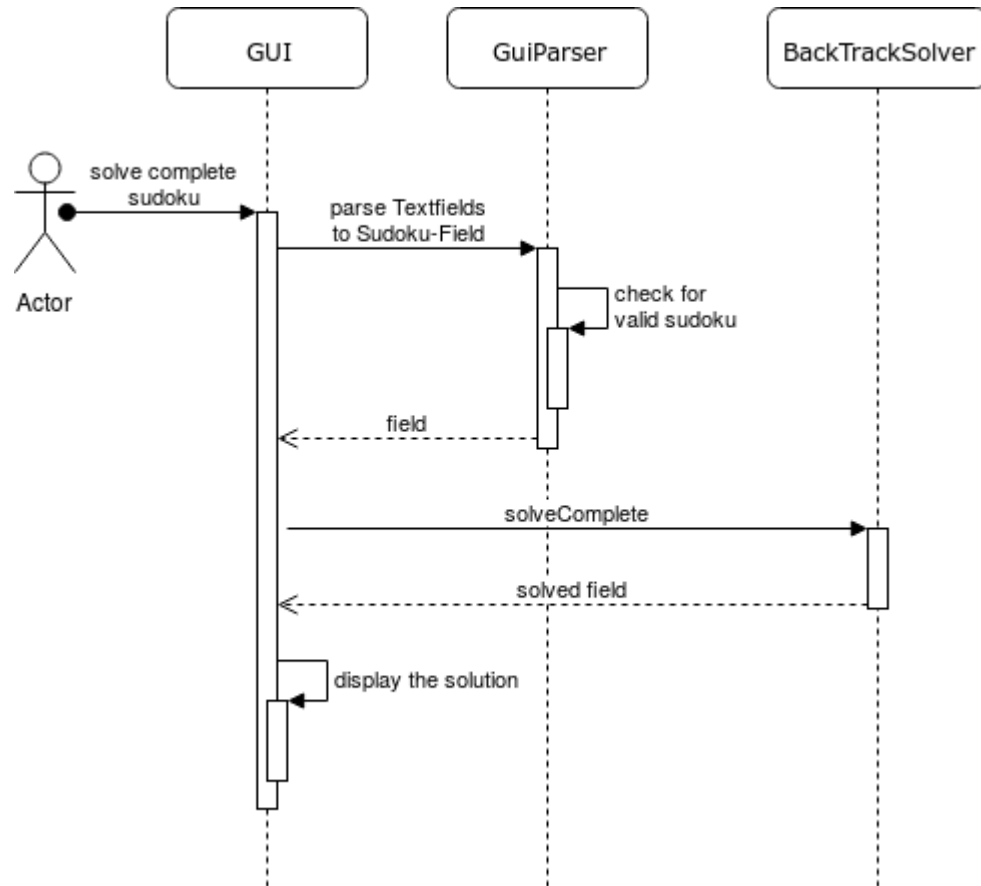 GUI
GuiParser
BackTrackSolver
solve complete
sudoku
parse Textfields
to Sudoku-Field
Actor
check for
valid sudoku
field
solveComplete
solved field
display the solution